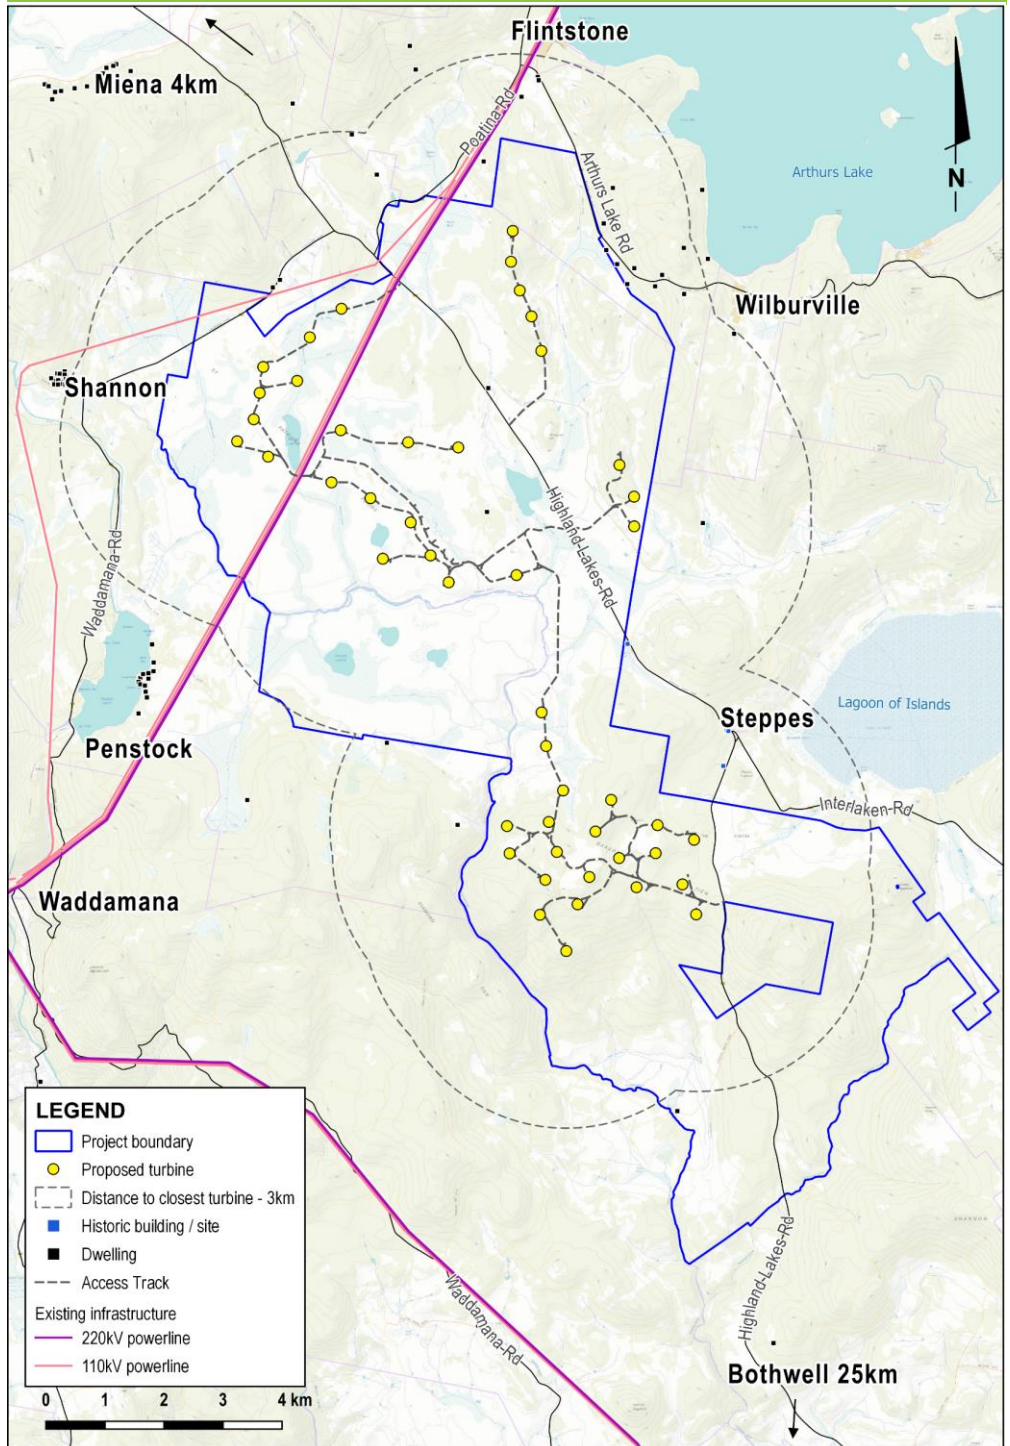 Flintstone
Miena 4km
Poatina-Rd
Arthurs Lake Rd
Arthurs Lake
N
Wilburville
Shannon
Highland-Lakes-Rd
Waddamana-Rd
Lagoon of Islands
Steppes
Penstock
Interlaken-Rd
Waddamana
LEGEND
Project boundary
Proposed turbine
Distance to closest turbine - 3km
Historic building / site
Dwelling
Access Track
Existing infrastructure
220kV powerline
110kV powerline
0 1 2 3 4 km
Waddamana-Rd
Highland-Lakes-Rd
SHANNON
Bothwell 25km